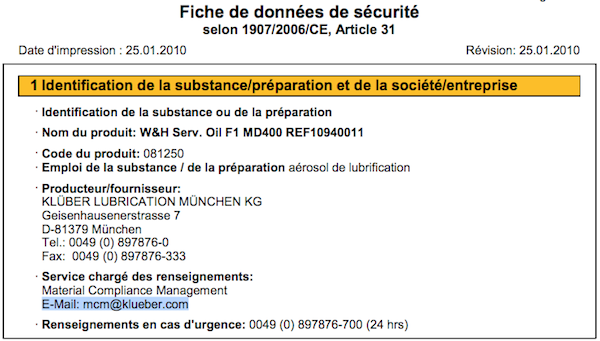 Fiche de données de sécurité
selon 1907/2006/CE, Article 31
Date d'impression : 25.01.2010 Révision: 25.01.2010
1 Identification de la substance/préparation et de la société/entreprise
· Identification de la substance ou de la préparation
· Nom du produit: W&H Serv. Oil F1 MD400 REF10940011
· Code du produit: 081250
· Emploi de la substance / de la préparation aérosol de lubrification
· Producteur/fournisseur:
KLÜBER LUBRICATION MÜNCHEN KG
Geisenhausenerstrasse 7
D-81379 München
Tel.: 0049 (0) 897876-0
Fax: 0049 (0) 897876-333
· Service chargé des renseignements:
Material Compliance Management
E-Mail: mcm@klueber.com
· Renseignements en cas d'urgence: 0049 (0) 897876-700 (24 hrs)